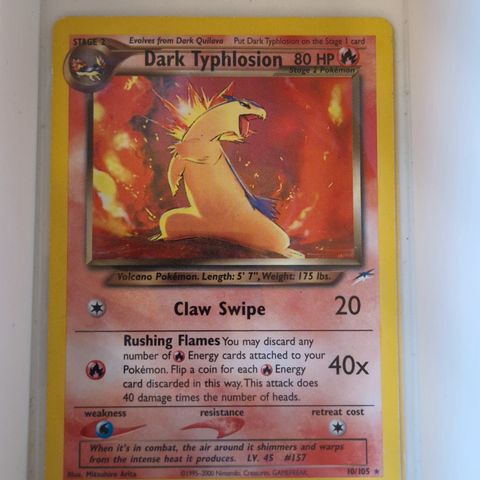 STAGE 2 Evolves from Dark Quilava Put Dark Typhlosion on the Stage 1 card
Dark Typhlosion 80 HP
Stage 2 Pokémon
Volcano Pokémon. Length: 5' 7", Weight: 175 lbs.
Claw Swipe 20
Rushing Flames You may discard any
number of Energy cards attached to your
Pokémon. Flip a coin for each Energy
card discarded in this way. This attack does
40 damage times the number of heads.
40x
weakness resistance retreat cost
When it's in combat, the air around it shimmers and warps
from the intense heat it produces. LV. 45 #157
Illus. Mitsuhiro Arita ©1995-2000 Nintendo, Creatures, GAMEFREAK. 10/105